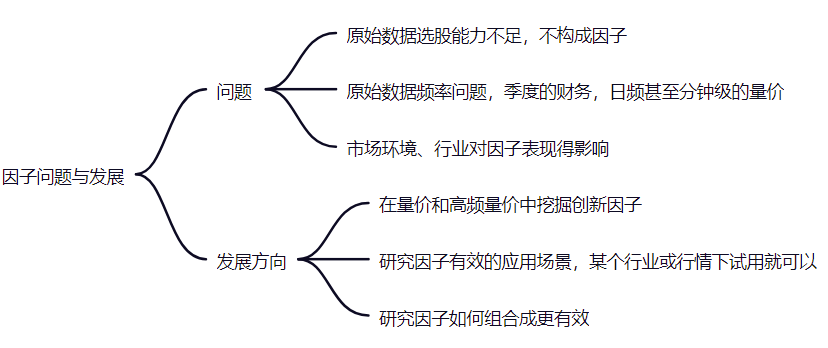 因子问题与发展
问题
原始数据选股能力不足，不构成因子
原始数据频率问题，季度的财务，日频甚至分钟级的量价
市场环境、行业对因子表现得影响
发展方向
在量价和高频量价中挖掘创新因子
研究因子有效的应用场景，某个行业或行情下试用就可以
研究因子如何组合成更有效